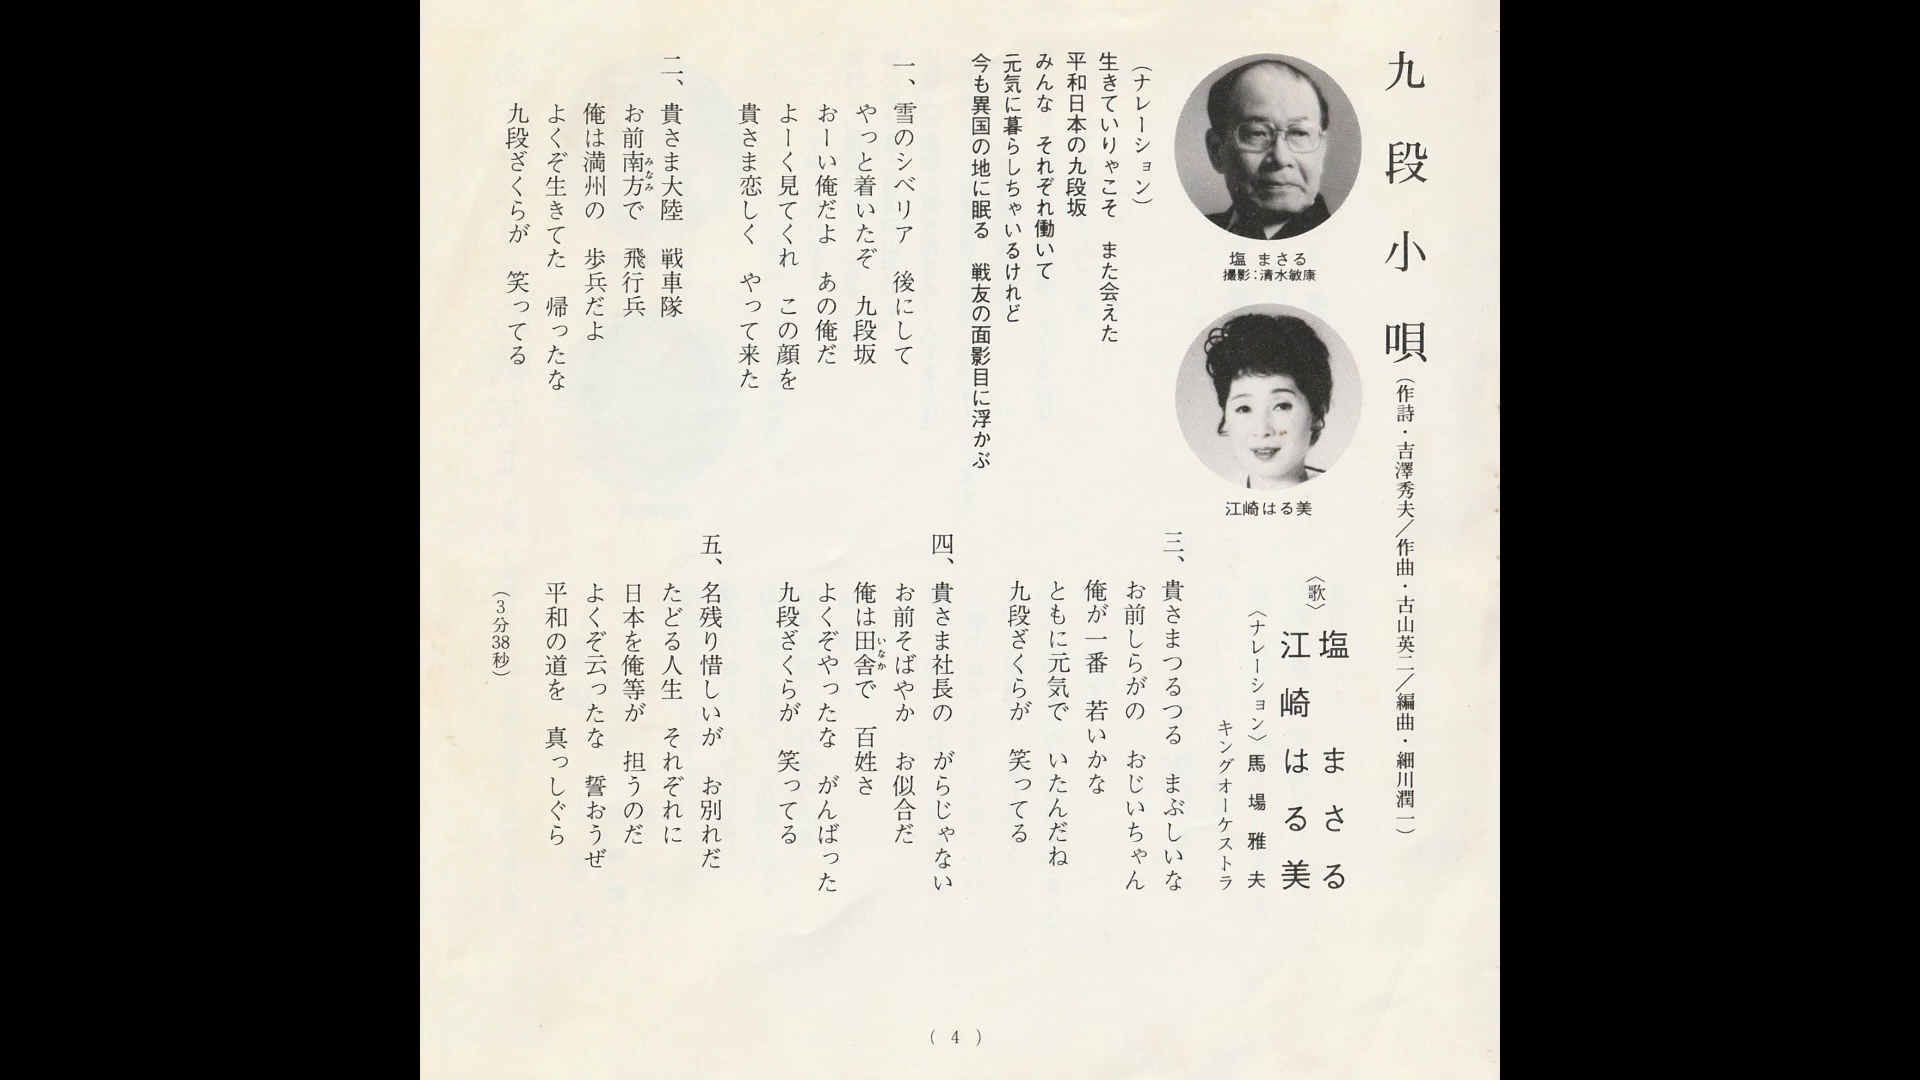 九段小唄
（作詩・吉澤秀夫／作曲・古山英二／編曲・細川潤一）
塩 まさる
撮影：清水敏康
江崎はる美
〈歌〉
塩 まさる
江崎はる美
〈ナレーション〉馬場雅夫
キングオーケストラ
（ナレーション）
生きていりゃこそ また会えた
平和日本の九段坂
みんな それぞれ働いて
元気に暮らしちゃいるけれど
今も異国の地に眠る 戦友の面影目に浮かぶ
一、雪のシベリア 後にして
やっと着いたぞ 九段坂
おーい俺だよ あの俺だ
よーく見てくれ この顔を
貴さま恋しく やって来た
二、貴さま大陸 戦車隊
お前南方で 飛行兵
みなみ
俺は満州の 歩兵だよ
よくぞ生きてた 帰ったな
九段ざくらが 笑ってる
三、貴さまつるつる まぶしいな
お前しらがの おじいちゃん
俺が一番 若いかな
ともに元気で いたんだね
九段ざくらが 笑ってる
四、貴さま社長の がらじゃない
お前そばやか お似合だ
俺は田舎で 百姓さ
いなか
よくぞやったな がんばった
九段ざくらが 笑ってる
五、名残り惜しいが お別れだ
たどる人生 それぞれに
日本を俺等が 担うのだ
よくぞ云ったな 誓おうぜ
平和の道を 真っしぐら
（3分38秒）
（ 4 ）